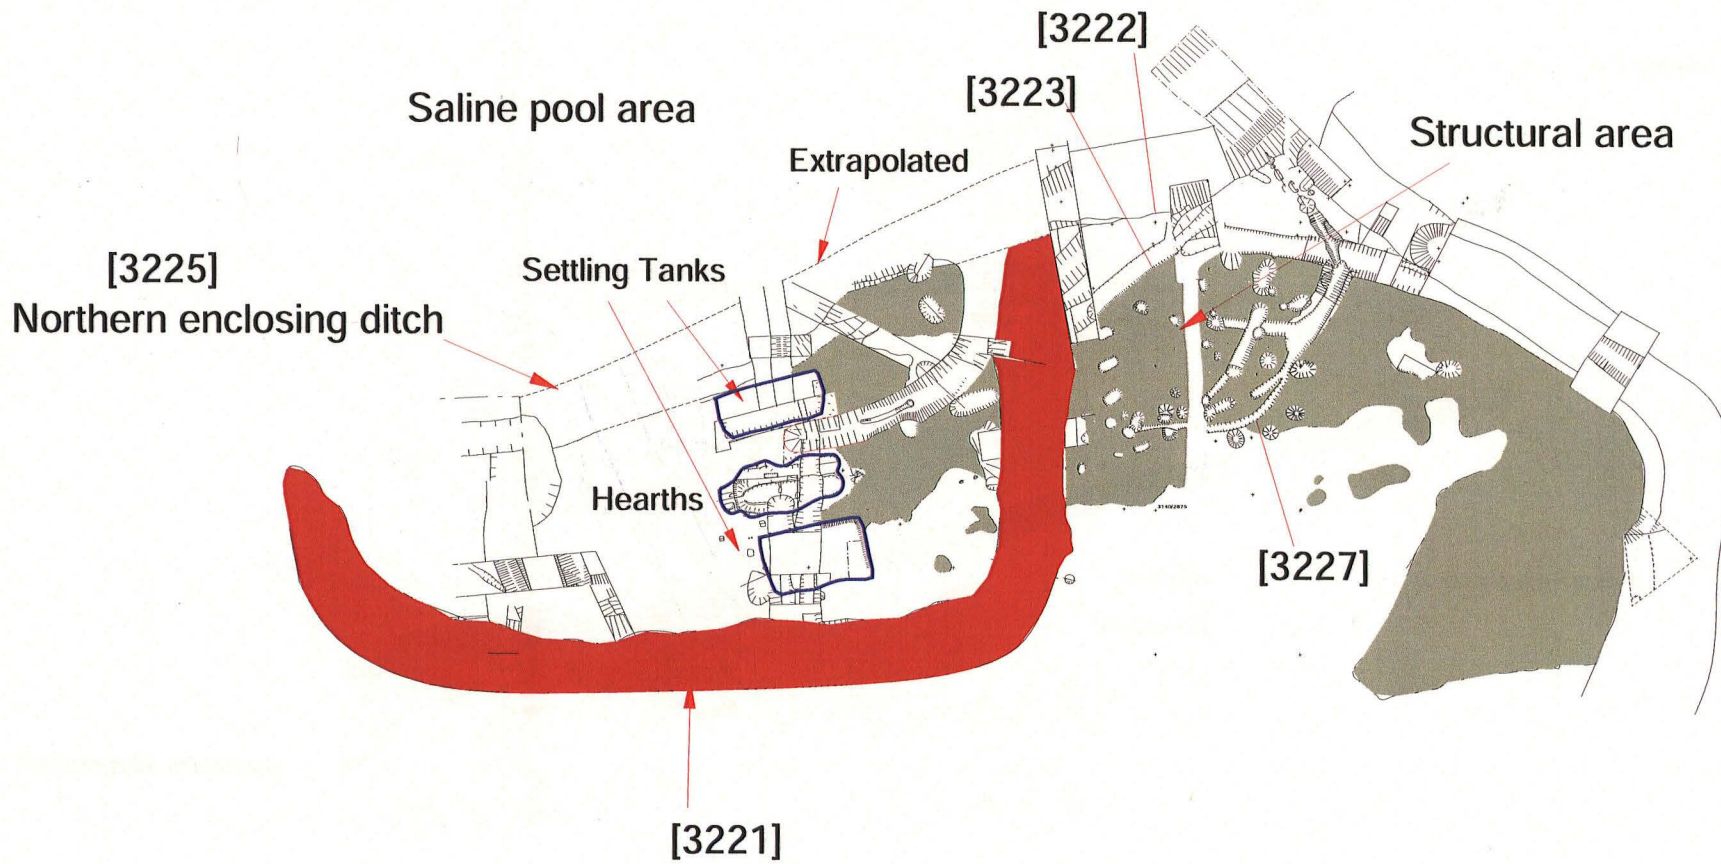 [3222]
[3223]
Saline pool area
Structural area
Extrapolated
[3225]
Northern enclosing ditch
Settling Tanks
Hearths
[3227]
[3221]